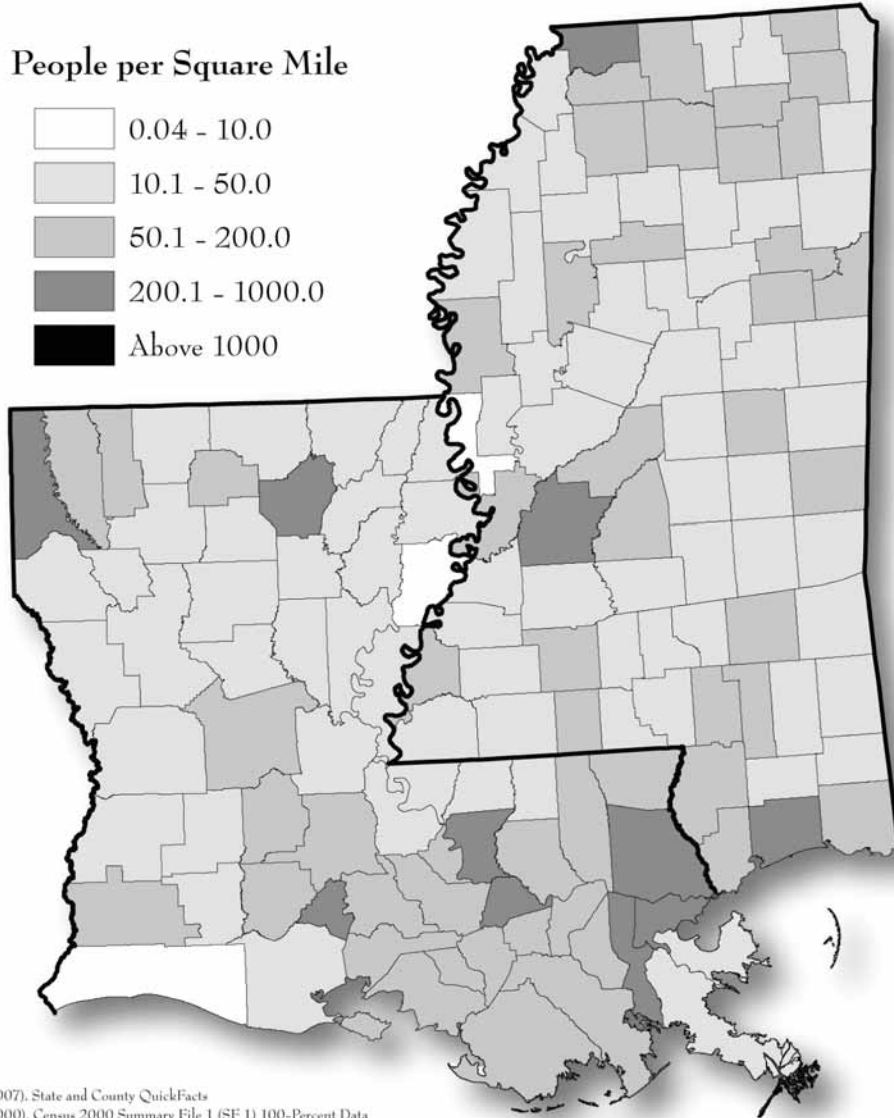 People per Square Mile
0.04 - 10.0
10.1 - 50.0
50.1 - 200.0
200.1 - 1000.0
Above 1000
007). State and County QuickFacts
000). Census 2000 Summary File 1 (SF 1) 100-Percent Data